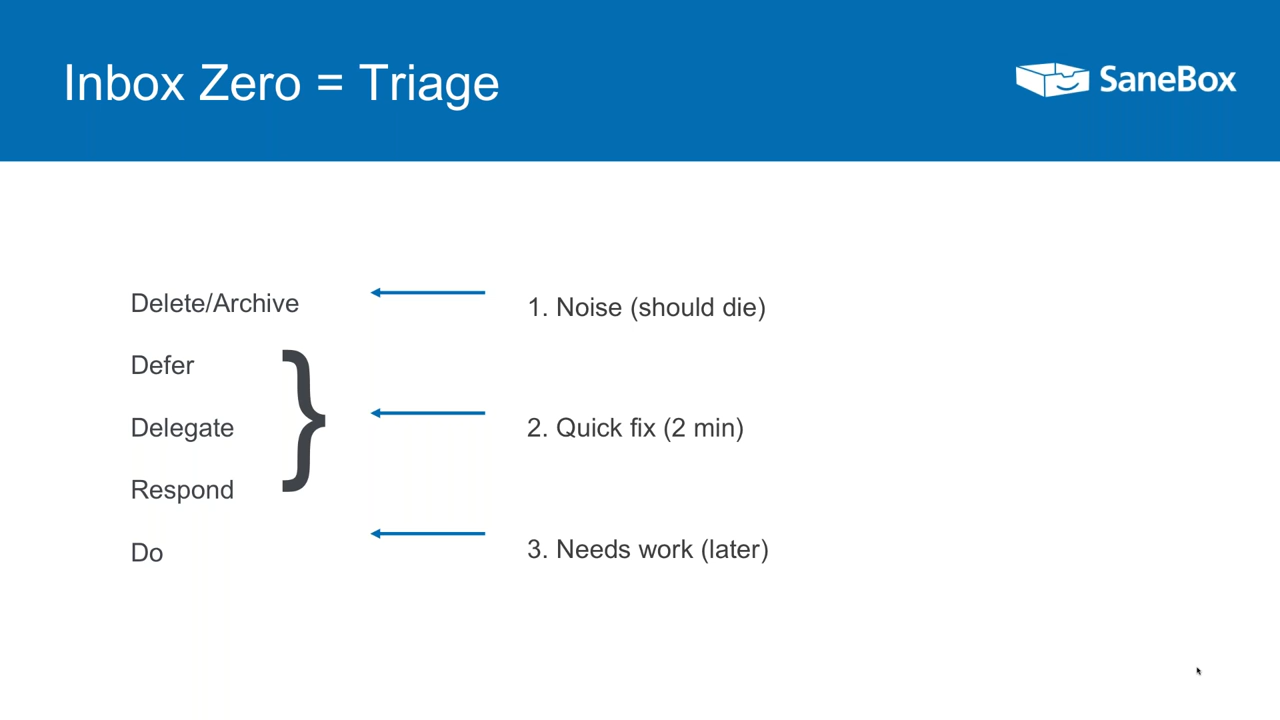 Inbox Zero = Triage
SaneBox
Delete/Archive
1. Noise (should die)
Defer
}
Delegate
2. Quick fix (2 min)
Respond
Do
3. Needs work (later)